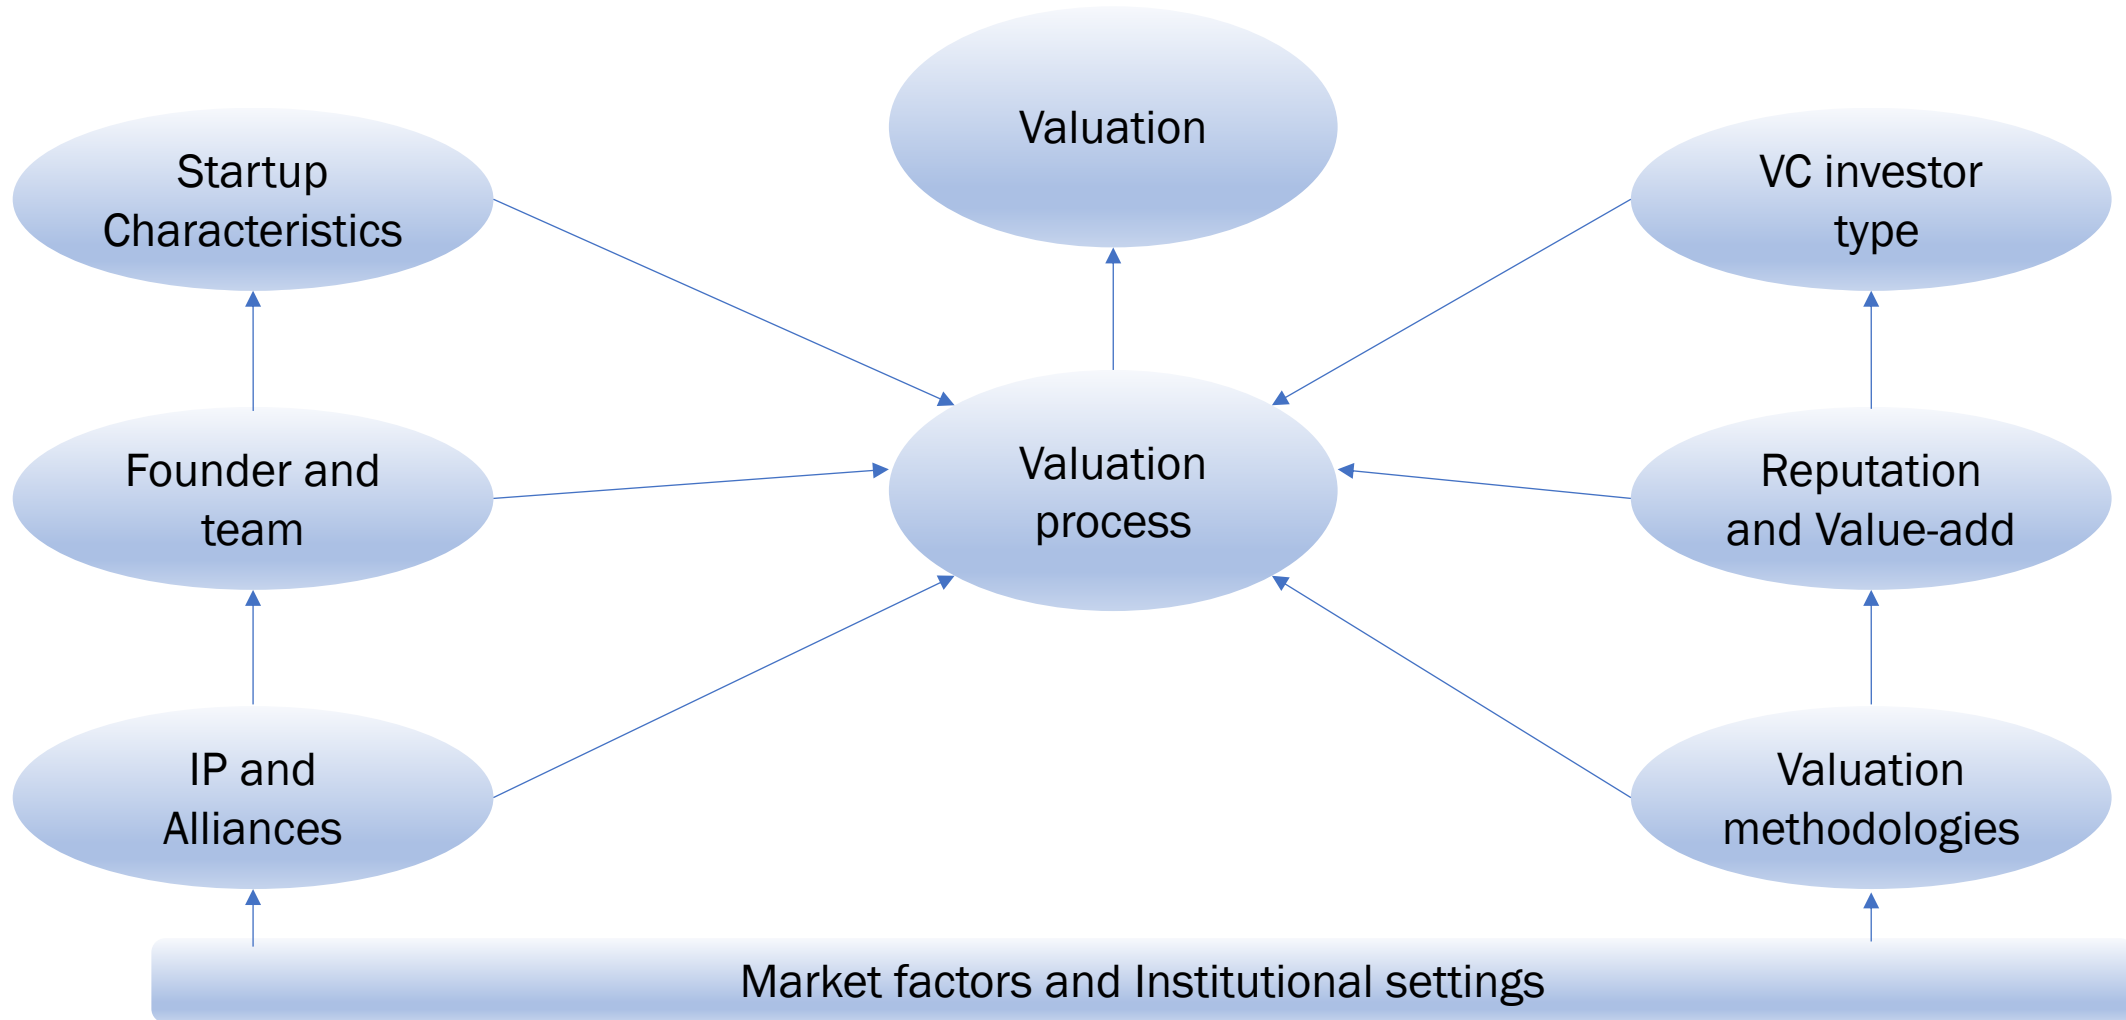 Valuation
Startup
Characteristics
VC investor
type
Founder and
team
Valuation
process
Reputation
and Value-add
IP and
Alliances
Valuation
methodologies
Market factors and Institutional settings